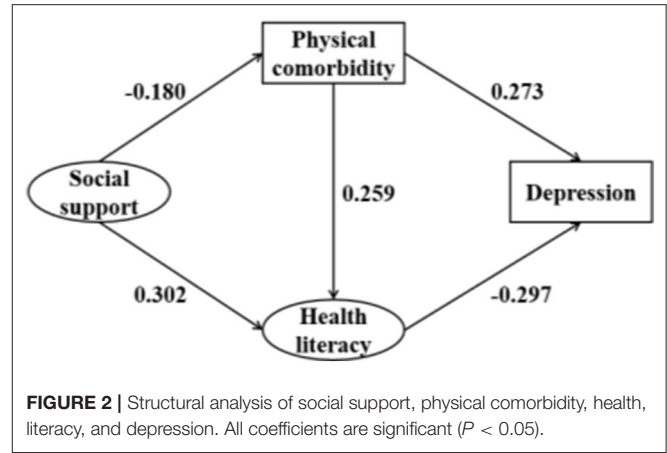 Physical
comorbidity
-0.180
0.273
Social
support
0.259
Depression
0.302
-0.297
Health
literacy
FIGURE 2 | Structural analysis of social support, physical comorbidity, health,
literacy, and depression. All coefficients are significant (P < 0.05).